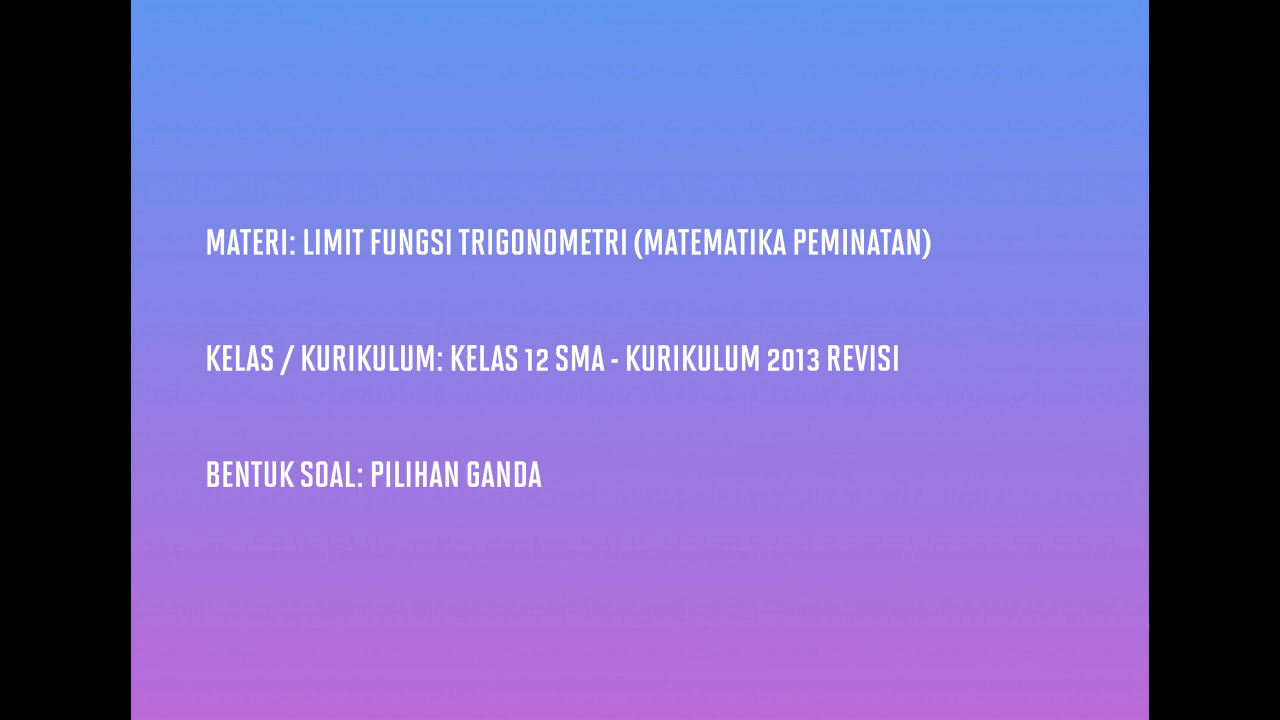 MATERI: LIMIT FUNGSI TRIGONOMETRI (MATEMATIKA PEMINATAN)
KELAS / KURIKULUM: KELAS 12 SMA - KURIKULUM 2013 REVISI
BENTUK SOAL: PILIHAN GANDA